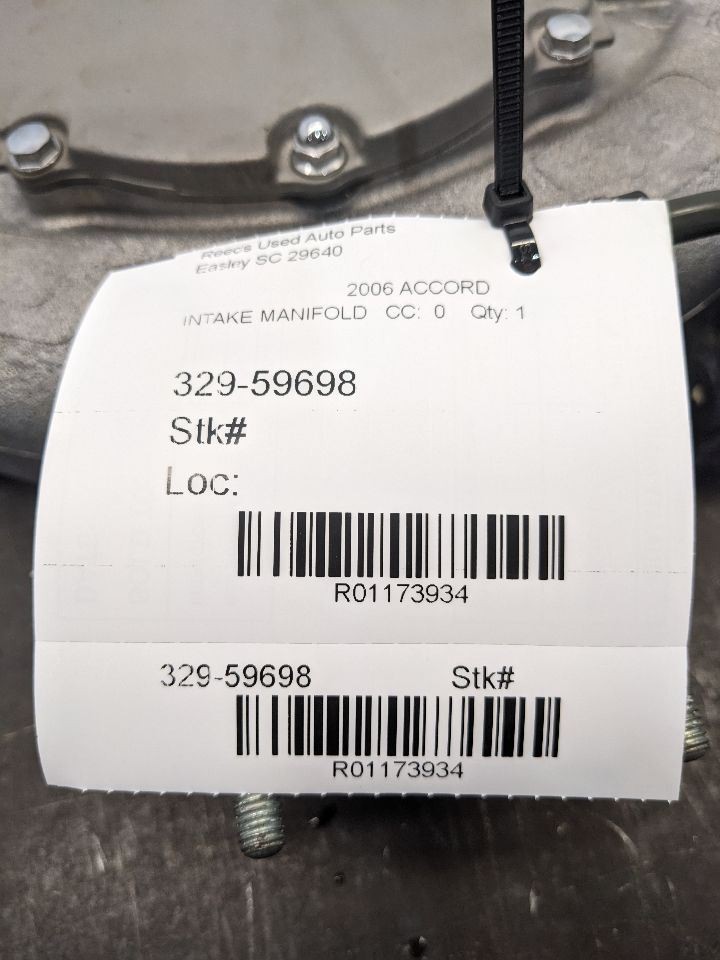 Reec's Used Auto Parts
Easley SC 29640
2006 ACCORD
INTAKE MANIFOLD CC: 0 Qty: 1
329-59698
Stk#
Loc:
R01173934
329-59698 Stk#
R01173934